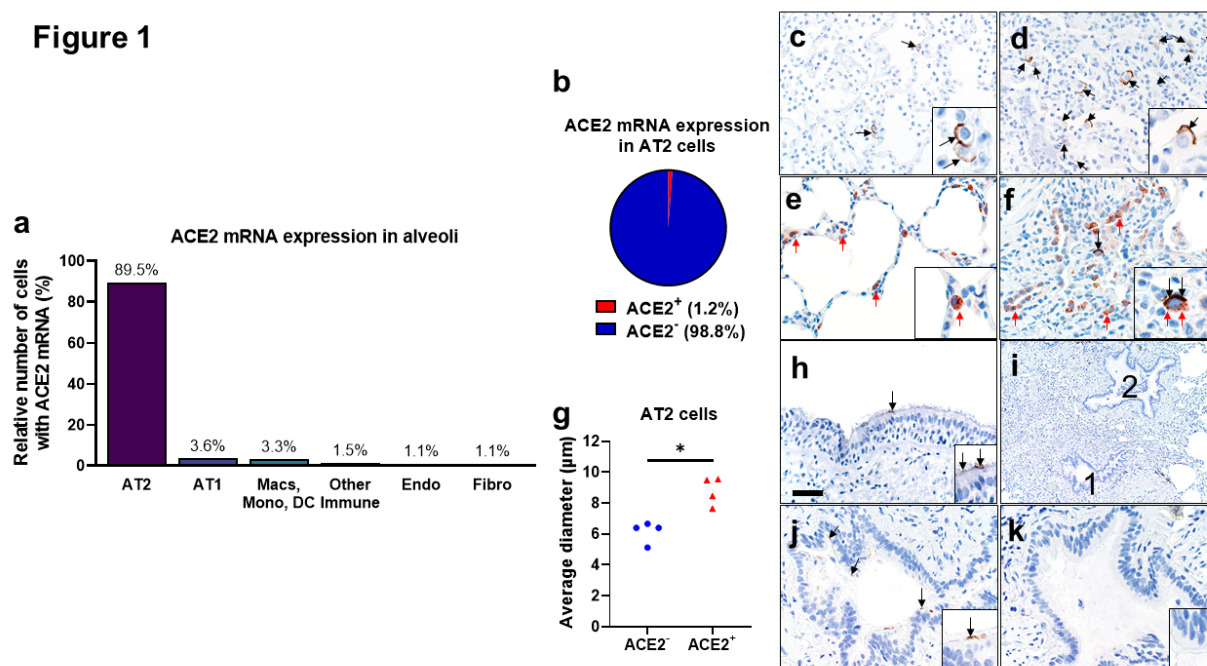 Figure 1
a
ACE2 mRNA expression in alveoli
Relative number of cells
with ACE2 mRNA (%)
100
80
60
40
20
0
89.5%
3.6%
3.3%
1.5%
1.1%
1.1%
AT2
AT1
Macs,
Mono, DC
Other
Immune
Endo
Fibro
b
ACE2 mRNA expression
in AT2 cells
ACE2⁺ (1.2%)
ACE2⁻ (98.8%)
g
AT2 cells
Average diameter (µm)
12
10
8
6
4
2
0
*
ACE2⁻
ACE2⁺
c
d
e
f
h
i
2
1
j
k